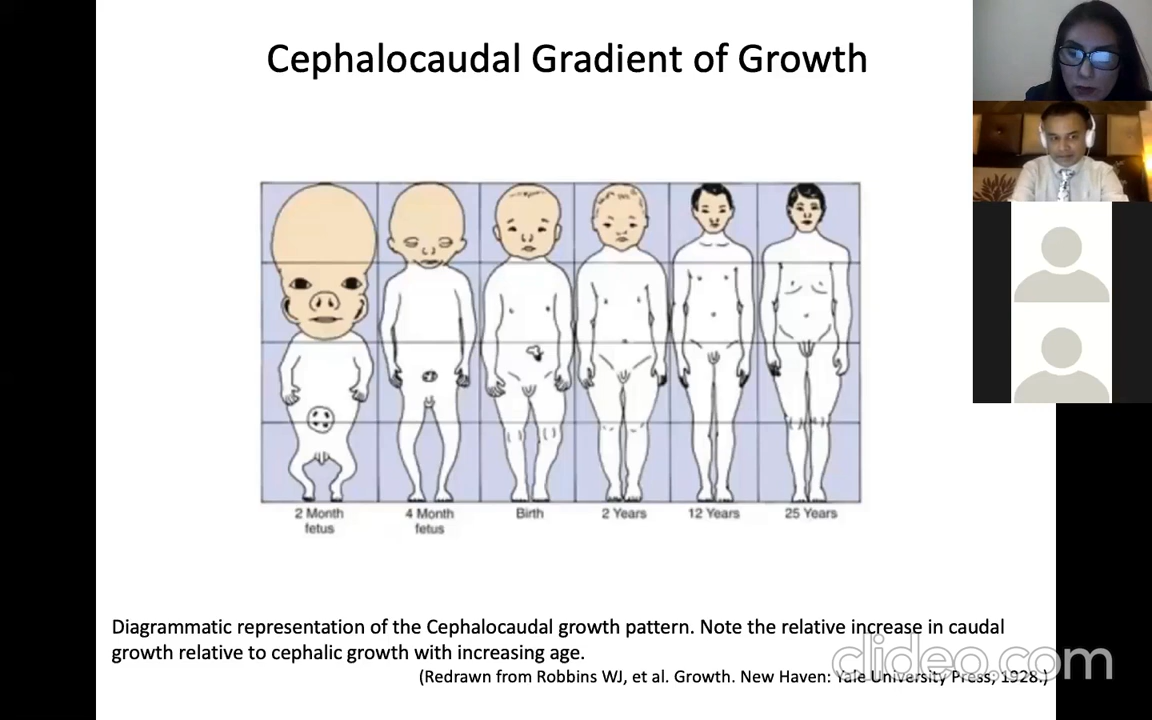 Cephalocaudal Gradient of Growth
2 Month
fetus
4 Month
fetus
Birth
2 Years
12 Years
25 Years
Diagrammatic representation of the Cephalocaudal growth pattern. Note the relative increase in caudal
growth relative to cephalic growth with increasing age.
(Redrawn from Robbins WJ, et al. Growth. New Haven: Yale University Press, 1928.)
clideo.com